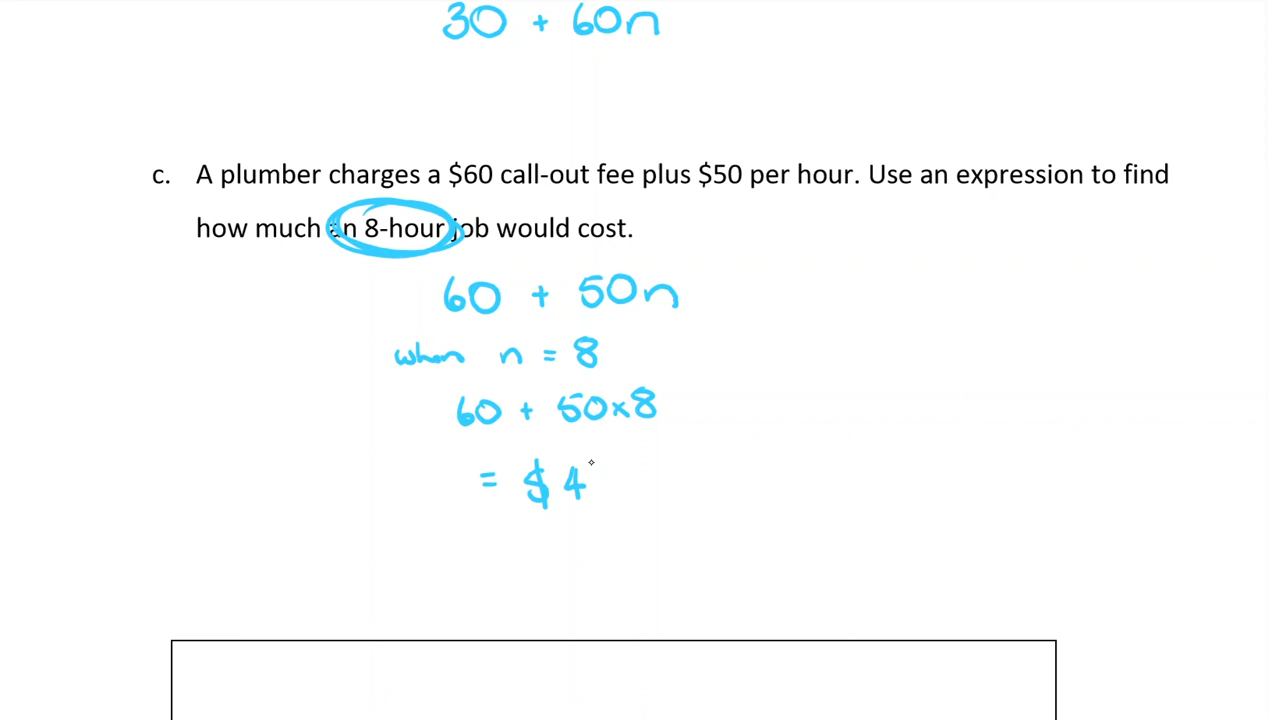 30 + 60n
c. A plumber charges a $60 call-out fee plus $50 per hour. Use an expression to find
how much an 8-hour job would cost.
60 + 50n
when n = 8
60 + 50×8
= $4